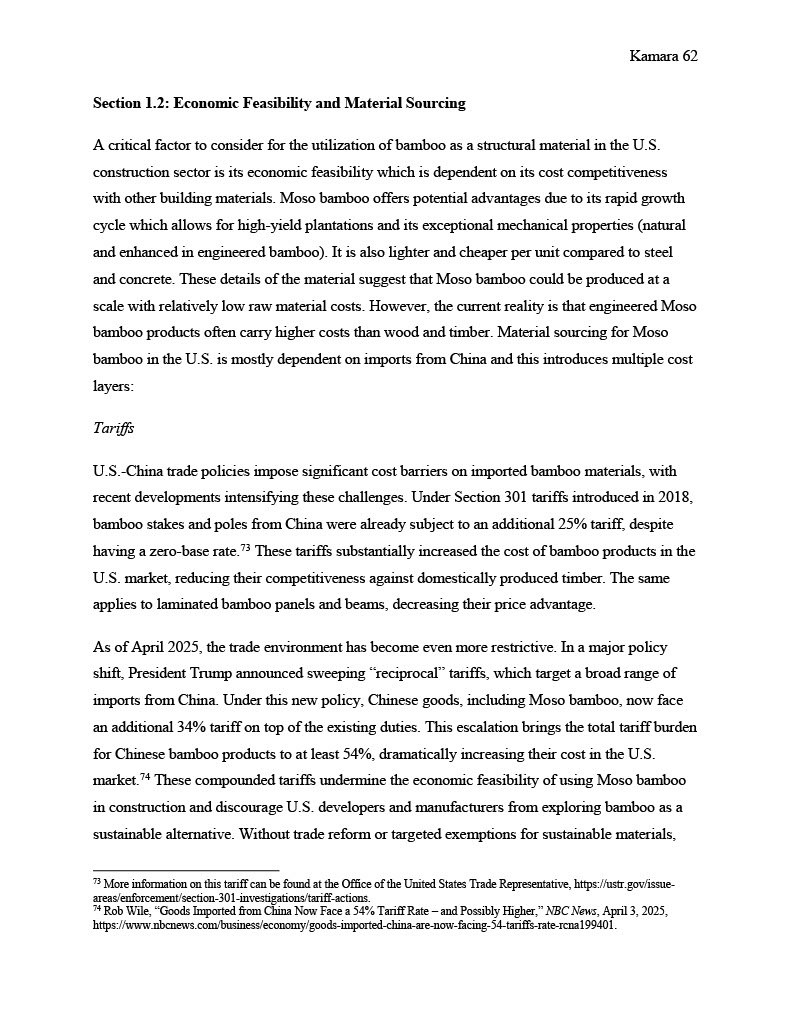 Kamara 62
Section 1.2: Economic Feasibility and Material Sourcing
A critical factor to consider for the utilization of bamboo as a structural material in the U.S.
construction sector is its economic feasibility which is dependent on its cost competitiveness
with other building materials. Moso bamboo offers potential advantages due to its rapid growth
cycle which allows for high-yield plantations and its exceptional mechanical properties (natural
and enhanced in engineered bamboo). It is also lighter and cheaper per unit compared to steel
and concrete. These details of the material suggest that Moso bamboo could be produced at a
scale with relatively low raw material costs. However, the current reality is that engineered Moso
bamboo products often carry higher costs than wood and timber. Material sourcing for Moso
bamboo in the U.S. is mostly dependent on imports from China and this introduces multiple cost
layers:
Tariffs
U.S.-China trade policies impose significant cost barriers on imported bamboo materials, with
recent developments intensifying these challenges. Under Section 301 tariffs introduced in 2018,
bamboo stakes and poles from China were already subject to an additional 25% tariff, despite
having a zero-base rate.73 These tariffs substantially increased the cost of bamboo products in the
U.S. market, reducing their competitiveness against domestically produced timber. The same
applies to laminated bamboo panels and beams, decreasing their price advantage.
As of April 2025, the trade environment has become even more restrictive. In a major policy
shift, President Trump announced sweeping “reciprocal” tariffs, which target a broad range of
imports from China. Under this new policy, Chinese goods, including Moso bamboo, now face
an additional 34% tariff on top of the existing duties. This escalation brings the total tariff burden
for Chinese bamboo products to at least 54%, dramatically increasing their cost in the U.S.
market.74 These compounded tariffs undermine the economic feasibility of using Moso bamboo
in construction and discourage U.S. developers and manufacturers from exploring bamboo as a
sustainable alternative. Without trade reform or targeted exemptions for sustainable materials,
73 More information on this tariff can be found at the Office of the United States Trade Representative, https://ustr.gov/issue-
areas/enforcement/section-301-investigations/tariff-actions.
74 Rob Wile, “Goods Imported from China Now Face a 54% Tariff Rate – and Possibly Higher,” NBC News, April 3, 2025,
https://www.nbcnews.com/business/economy/goods-imported-china-are-now-facing-54-tariffs-rate-rcna199401.